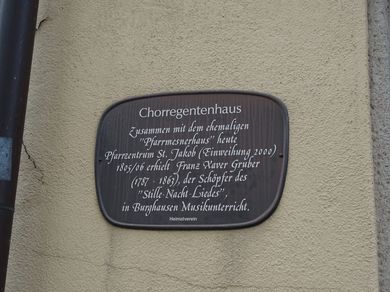 Chorregentenhaus
Zusammen mit dem ehemaligen
"Pfarrmesnerhaus" heute
Pfarrzentrum St. Jakob (Einweihung 2000)
1805/06 erhielt Franz Xaver Gruber
(1787 - 1863), der Schöpfer des
"Stille-Nacht-Liedes",
in Burghausen Musikunterricht.
Heimatverein